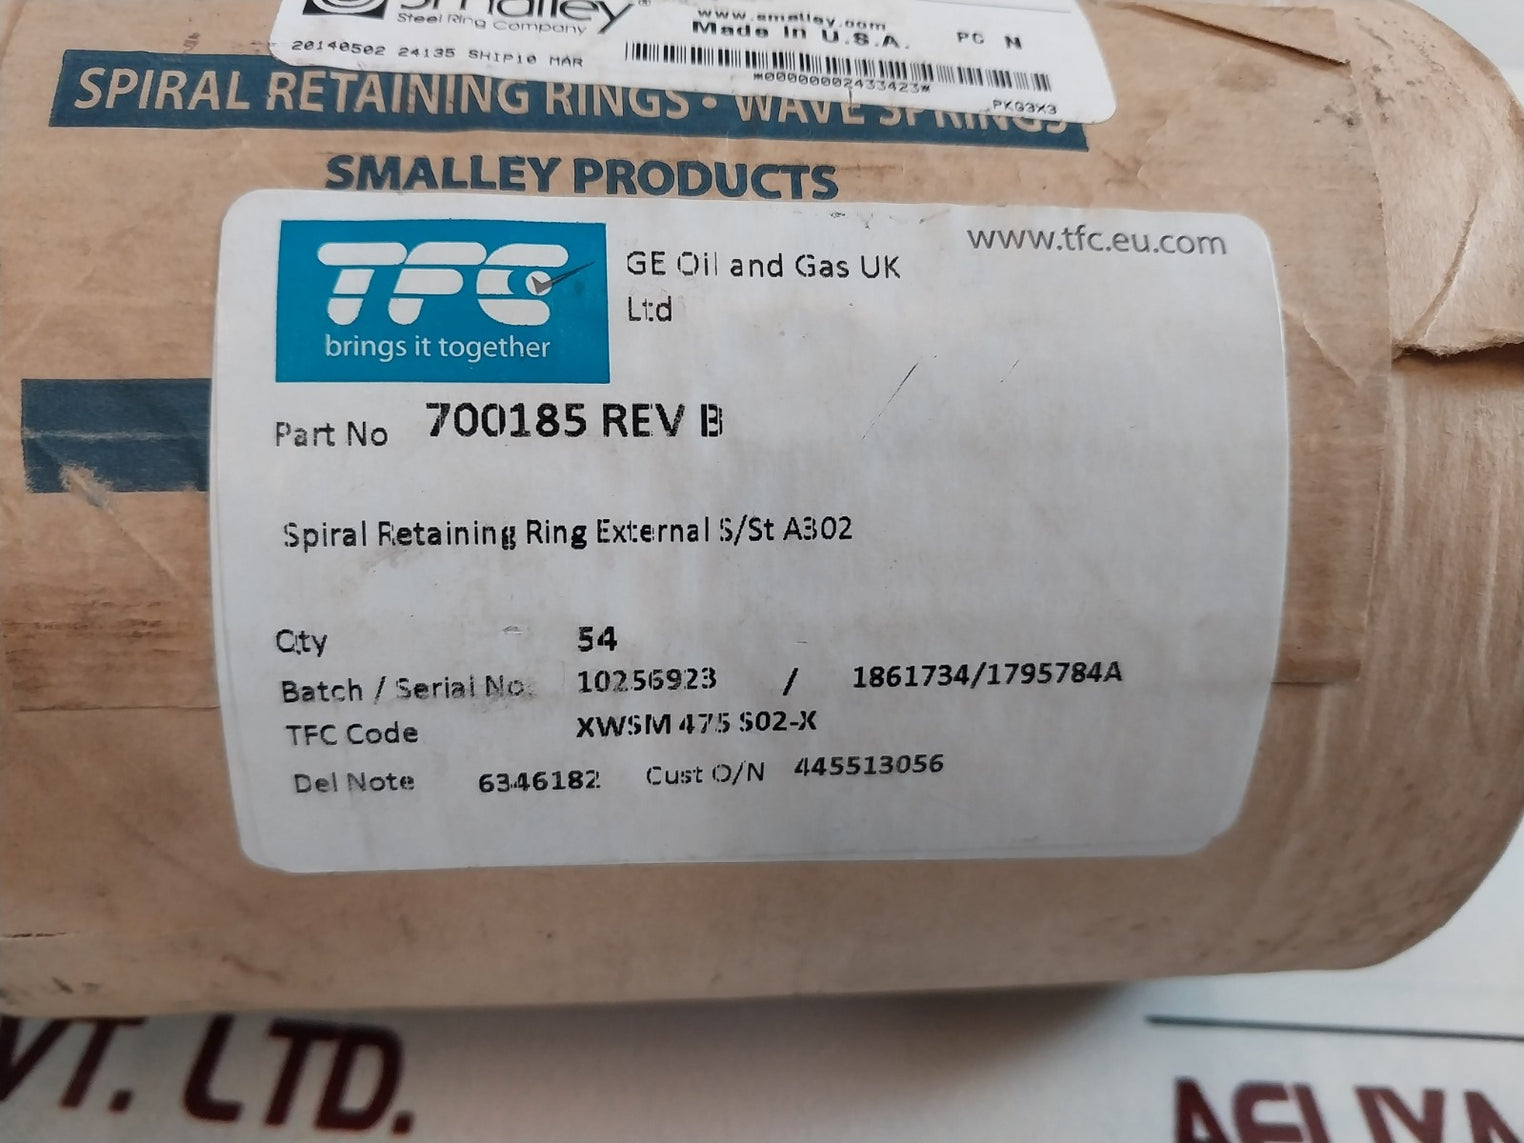 Smalley®
Steel Ring Company
www.smalley.com
Made in U.S.A.
PC N
20140502 24135 SHIP10 MAR
*00000002433423*
PKG3X3
SPIRAL RETAINING RINGS • WAVE SPRINGS
SMALLEY PRODUCTS
TFC
brings it together
GE Oil and Gas UK
Ltd
www.tfc.eu.com
Part No 700185 REV B
Spiral Retaining Ring External S/St A302
Qty 54
Batch / Serial No. 10256923 / 1861734/1795784A
TFC Code XWSM 475 S02-X
Del Note 6346182 Cust O/N 445513056
VT. LTD.